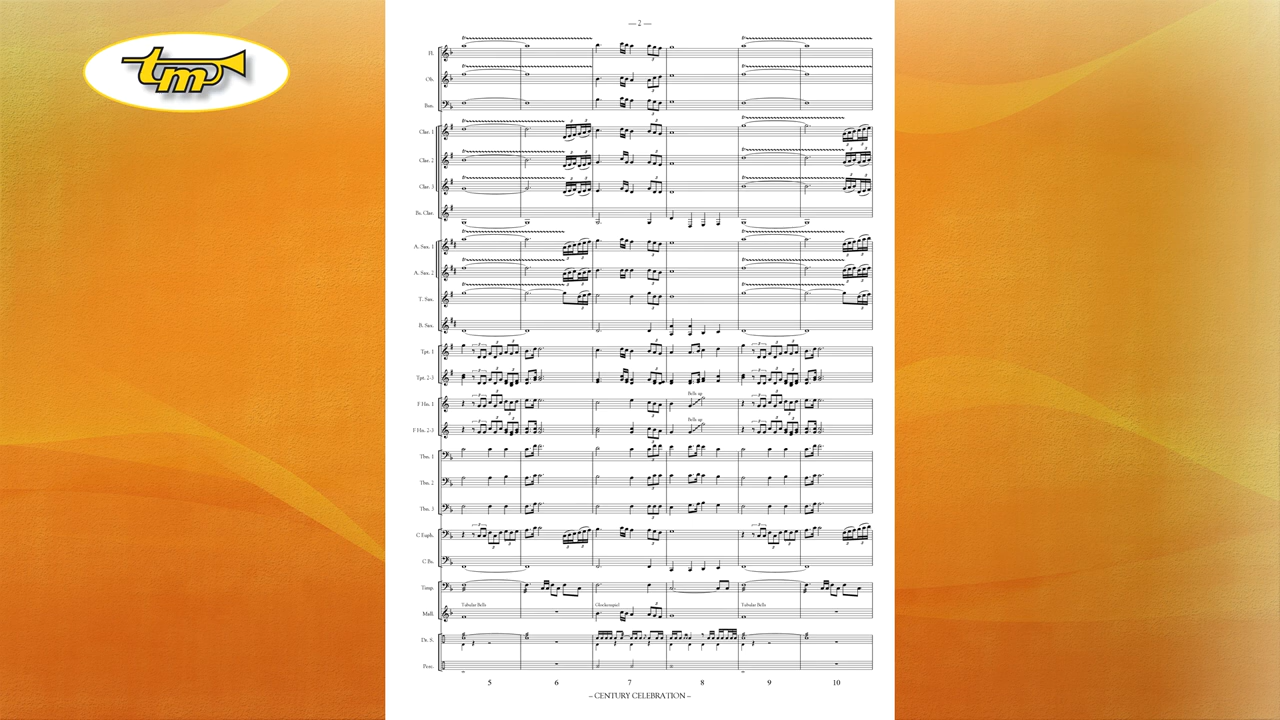 tm
— 2 —
Fl.
Ob.
Bsn.
Clar. 1
Clar. 2
Clar. 3
Bs. Clar.
A. Sax. 1
A. Sax. 2
T. Sax.
B. Sax.
Tpt. 1
Tpt. 2-3
Bells up
F Hn. 1
Bells up
F Hn. 2-3
Tbn. 1
Tbn. 2
Tbn. 3
C Euph.
C Bs.
Timp.
Tubular Bells Glockenspiel Tubular Bells
Mall.
Dr. S.
Perc.
5 6 7 8 9 10
– CENTURY CELEBRATION –